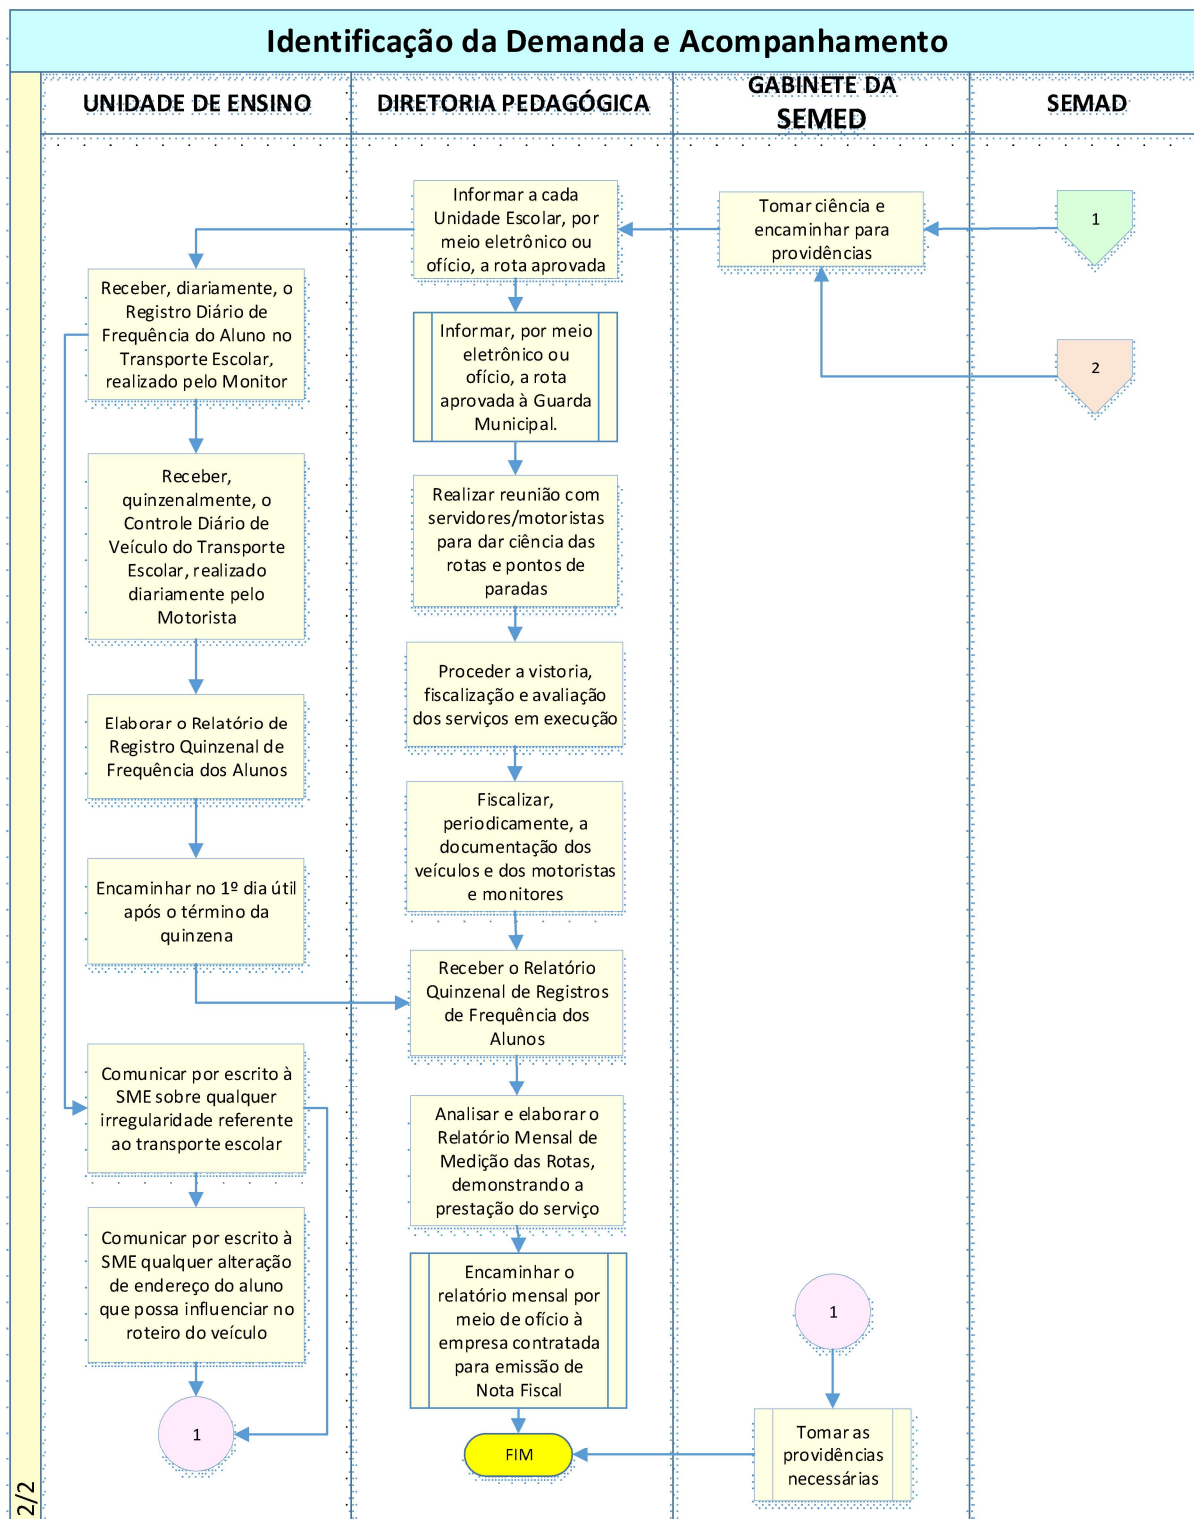 Identificação da Demanda e Acompanhamento
UNIDADE DE ENSINO
DIRETORIA PEDAGÓGICA
GABINETE DA
SEMED
SEMAD
Informar a cada
Unidade Escolar, por
meio eletrônico ou
ofício, a rota aprovada
Tomar ciência e
encaminhar para
providências
1
Receber, diariamente, o
Registro Diário de
Frequência do Aluno no
Transporte Escolar,
realizado pelo Monitor
Informar, por meio
eletrônico ou
ofício, a rota
aprovada à Guarda
Municipal.
2
Receber,
quinzenalmente, o
Controle Diário de
Veículo do Transporte
Escolar, realizado
diariamente pelo
Motorista
Realizar reunião com
servidores/motoristas
para dar ciência das
rotas e pontos de
paradas
Proceder a vistoria,
fiscalização e avaliação
dos serviços em execução
Elaborar o Relatório de
Registro Quinzenal de
Frequência dos Alunos
Fiscalizar,
periodicamente, a
documentação dos
veículos e dos motoristas
e monitores
Encaminhar no 1º dia útil
após o término da
quinzena
Receber o Relatório
Quinzenal de Registros
de Frequência dos
Alunos
Comunicar por escrito à
SME sobre qualquer
irregularidade referente
ao transporte escolar
Analisar e elaborar o
Relatório Mensal de
Medição das Rotas,
demonstrando a
prestação do serviço
Comunicar por escrito à
SME qualquer alteração
de endereço do aluno
que possa influenciar no
roteiro do veículo
Encaminhar o
relatório mensal por
meio de ofício à
empresa contratada
para emissão de
Nota Fiscal
1
1
FIM
Tomar as
providências
necessárias
2/2